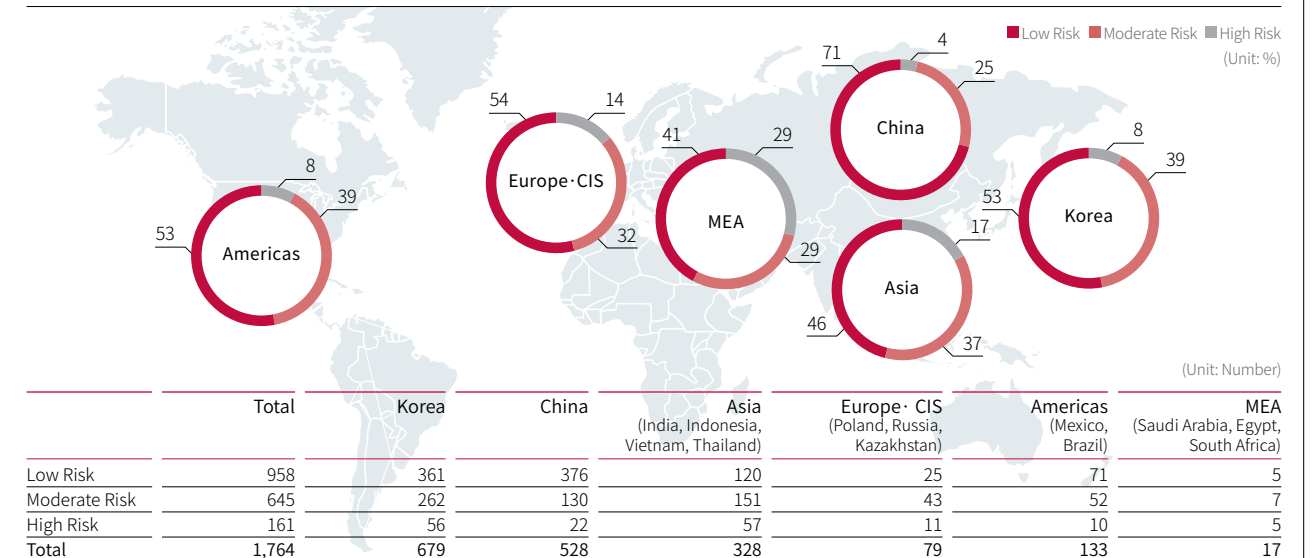 Low Risk Moderate Risk High Risk
(Unit: %)
71
4
25
China
54
14
Europe·CIS
32
41
29
MEA
29
8
39
53
Korea
8
39
53
Americas
17
Asia
46
37
(Unit: Number)
Total Korea China Asia Europe· CIS Americas MEA
(India, Indonesia, (Poland, Russia, (Mexico, (Saudi Arabia, Egypt,
Vietnam, Thailand) Kazakhstan) Brazil) South Africa)
Low Risk 958 361 376 120 25 71 5
Moderate Risk 645 262 130 151 43 52 7
High Risk 161 56 22 57 11 10 5
Total 1,764 679 528 328 79 133 17